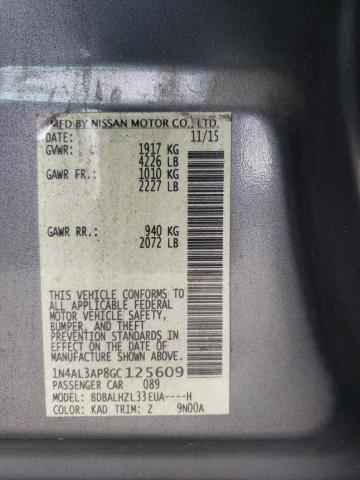 MFD BY NISSAN MOTOR CO., LTD.
DATE: 11/15
GVWR: 1917 KG
4226 LB
GAWR FR.: 1010 KG
2227 LB
GAWR RR.: 940 KG
2072 LB
THIS VEHICLE CONFORMS TO
ALL APPLICABLE FEDERAL
MOTOR VEHICLE SAFETY,
BUMPER, AND THEFT
PREVENTION STANDARDS
IN EFFECT ON THE DATE OF
MANUFACTURE SHOWN ABOVE.
1N4AL3AP8GC125609
PASSENGER CAR 089
MODEL: BDBALHZL33EUA----H
COLOR: KAD TRIM: Z 9N00A